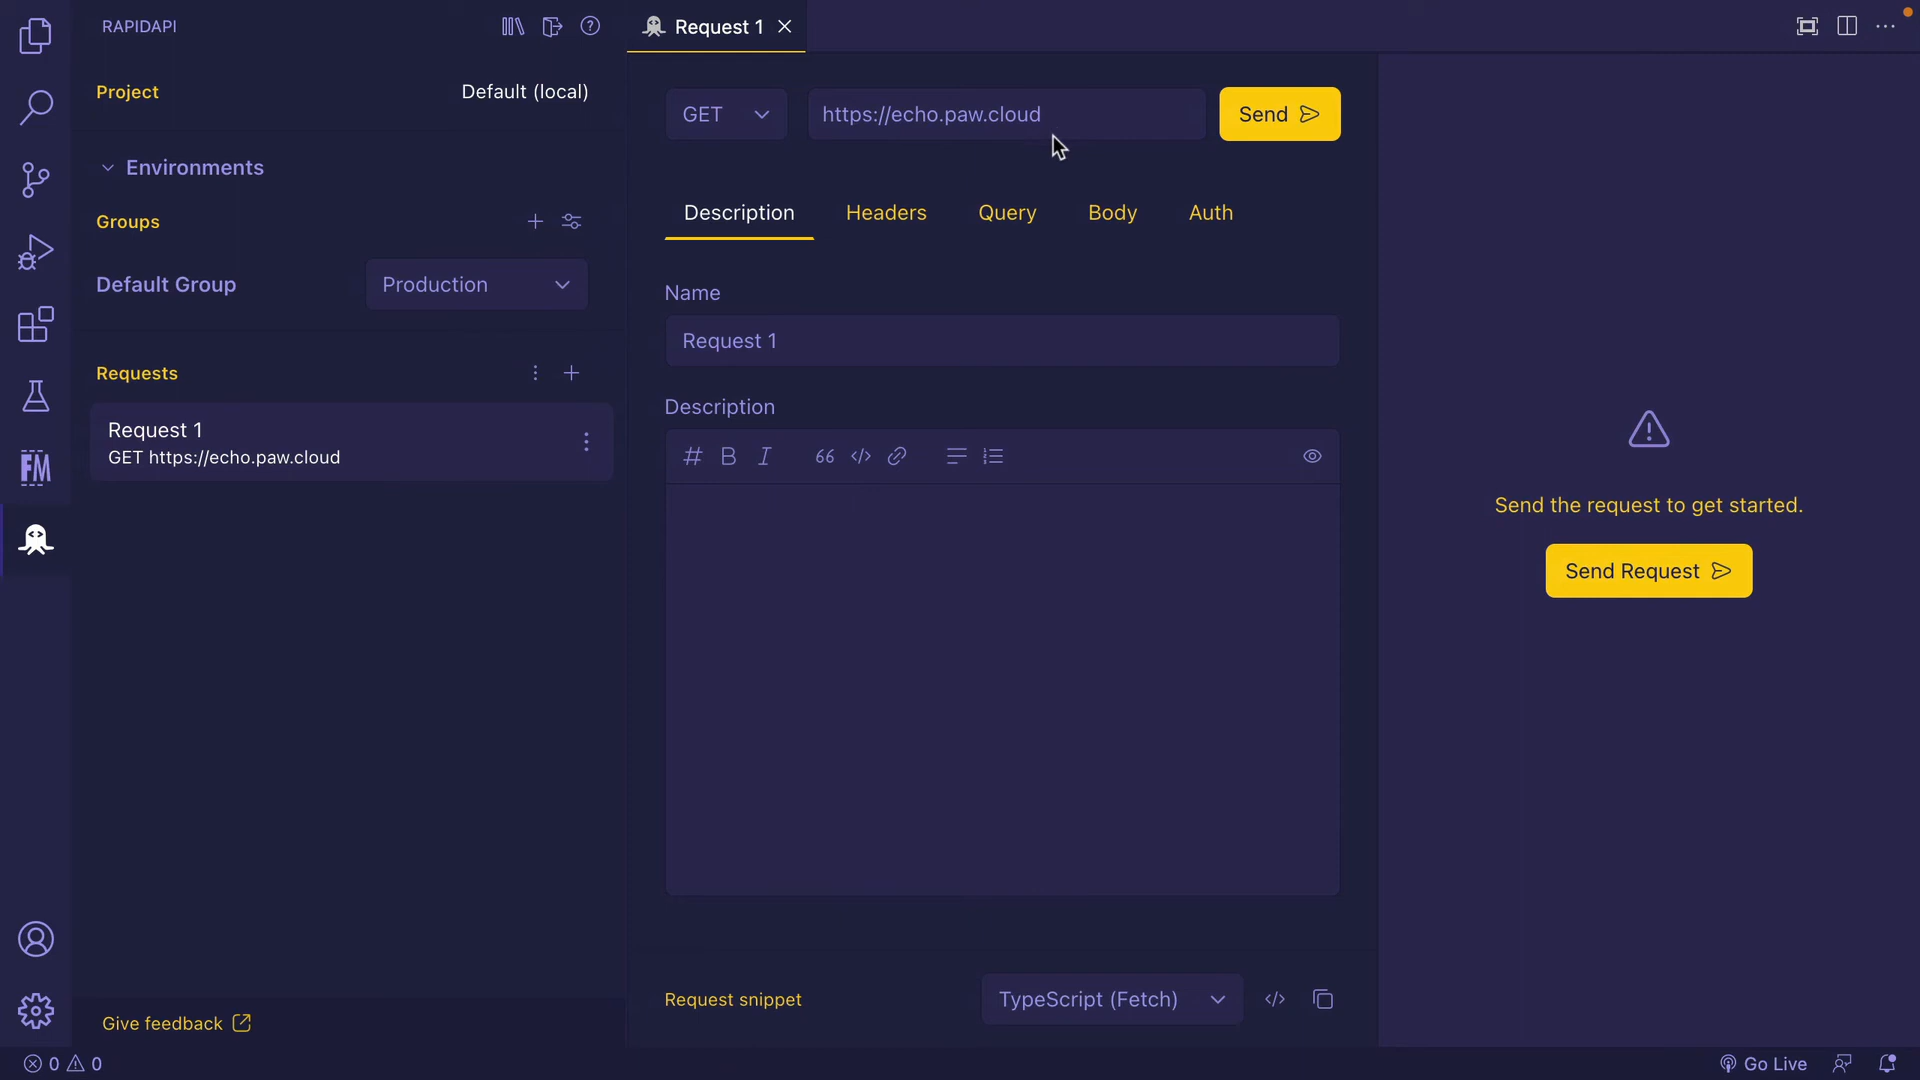 RAPIDAPI
Request 1
Project
Default (local)
GET
https://echo.paw.cloud
Send
Environments
Groups
Default Group
Production
Description
Headers
Query
Body
Auth
Name
Request 1
Requests
Request 1
GET https://echo.paw.cloud
Description
Send the request to get started.
Send Request
FM
Request snippet
TypeScript (Fetch)
Give feedback
0
0
Go Live